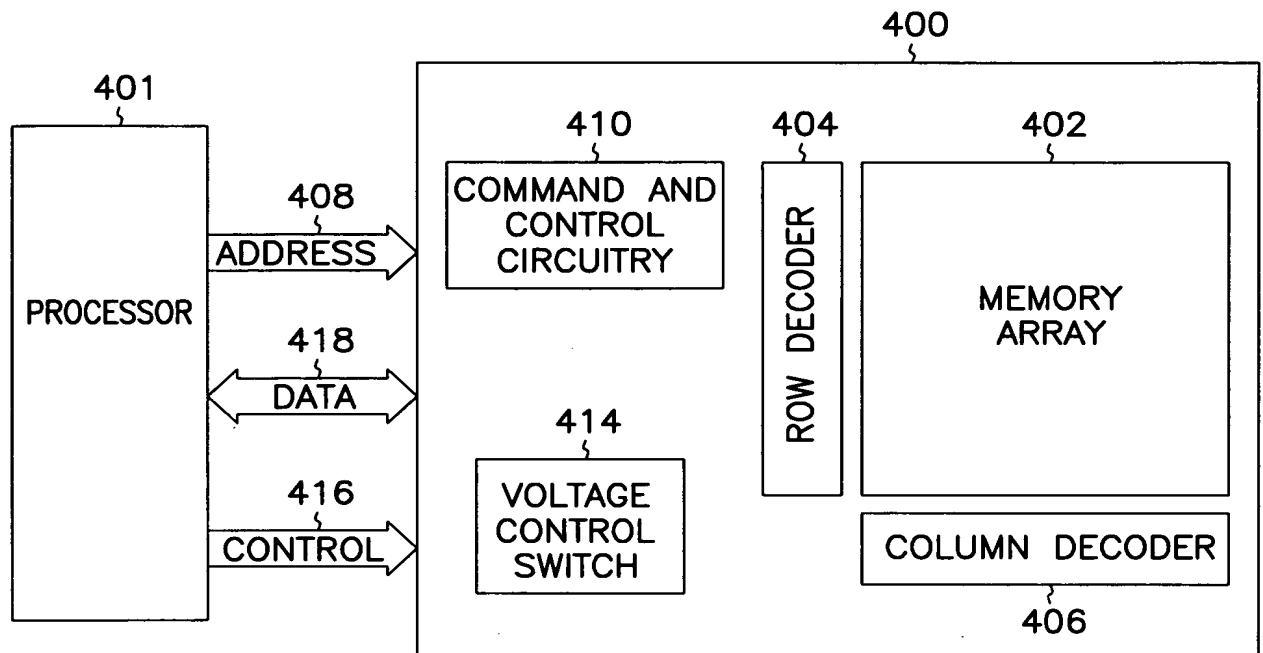 400
401
410
404
402
COMMAND AND
CONTROL
CIRCUITRY
408
ADDRESS
PROCESSOR
ROW DECODER
MEMORY
ARRAY
418
DATA
414
VOLTAGE
CONTROL
SWITCH
416
CONTROL
COLUMN DECODER
406